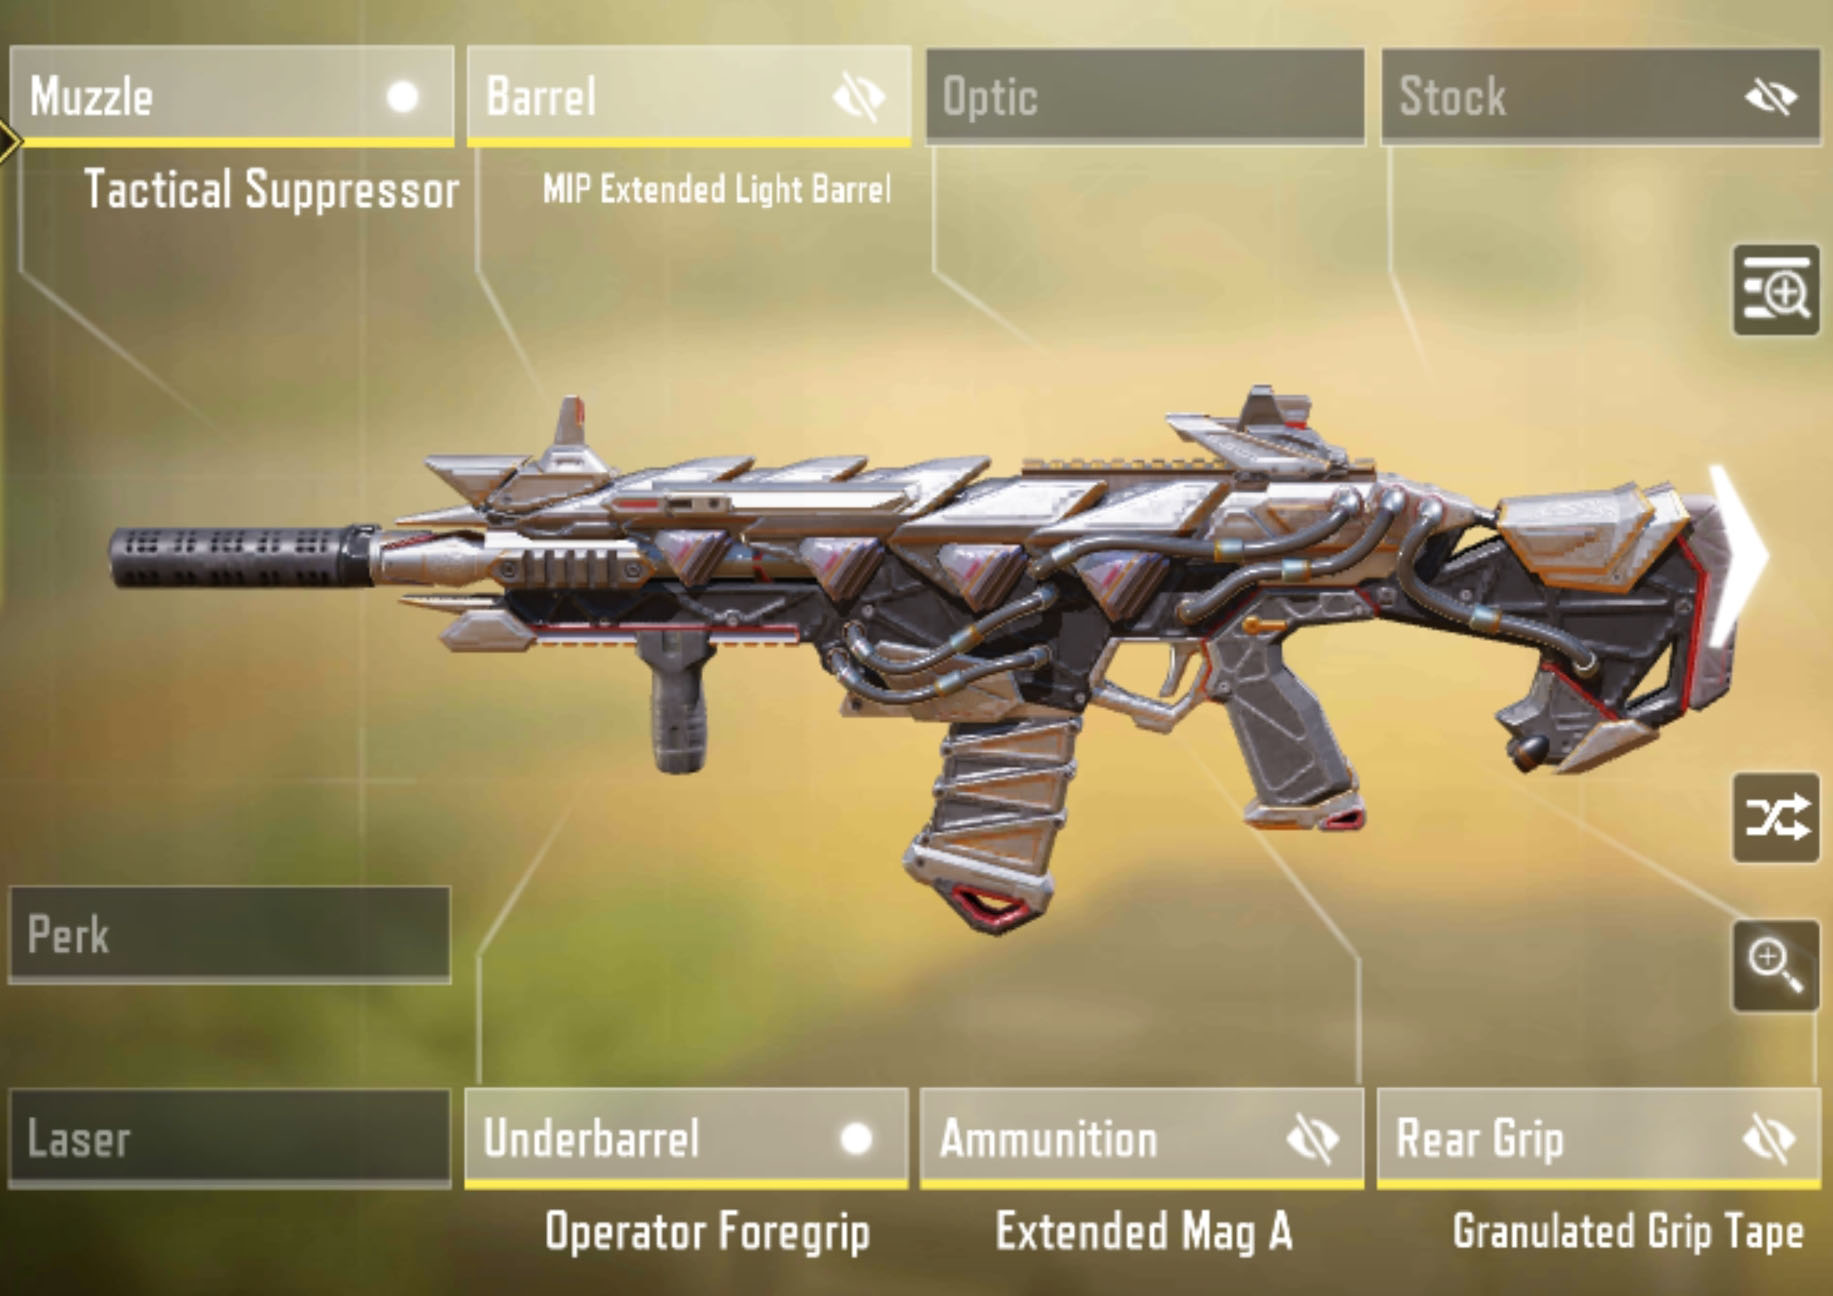 Muzzle
Barrel
Optic
Stock
Tactical Suppressor
MIP Extended Light Barrel
Perk
Laser
Underbarrel
Ammunition
Rear Grip
Operator Foregrip
Extended Mag A
Granulated Grip Tape